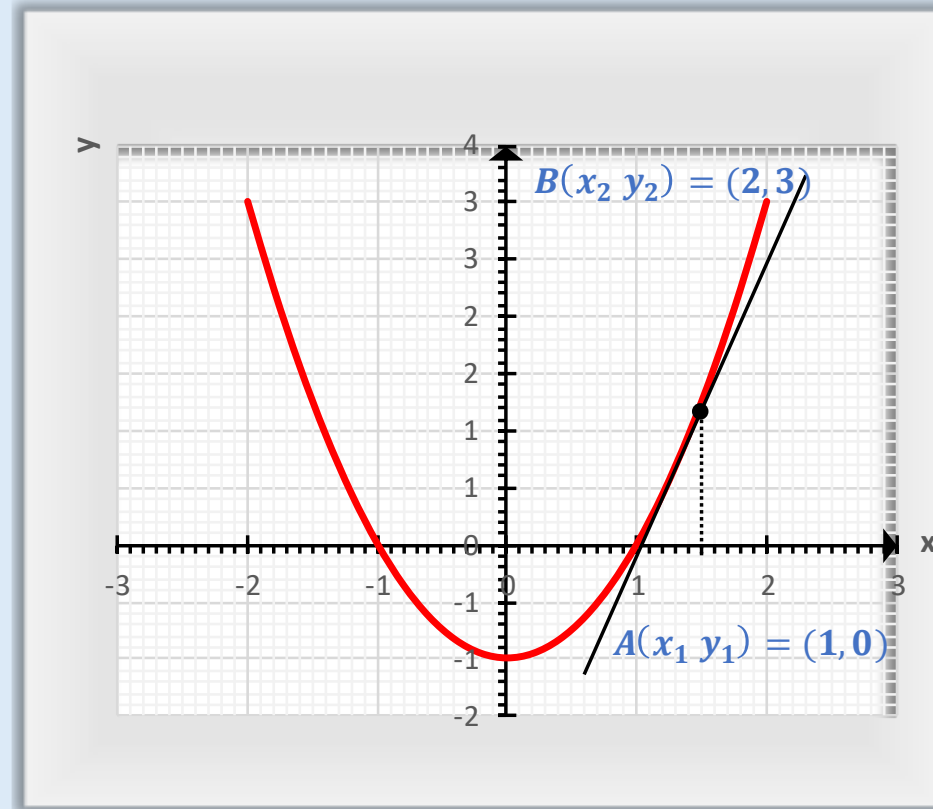 y
4
B(x₂ y₂) = (2,3)
3
3
2
2
1
1
0
x
-3 -2 -1 0 1 2 3
-1
A(x₁ y₁) = (1,0)
-1
-2